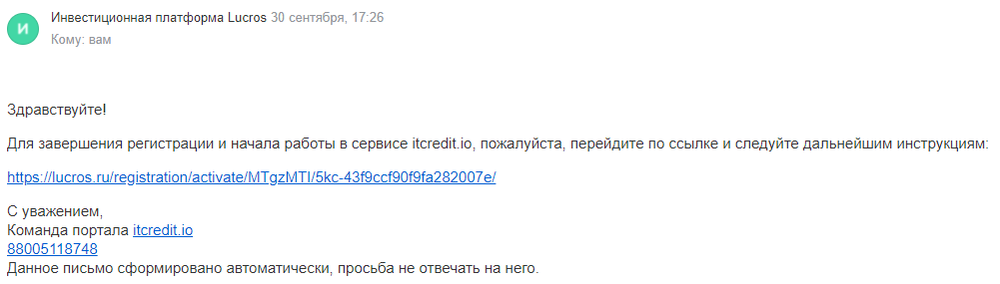 Инвестиционная платформа Lucros 30 сентября, 17:26
И
Кому: вам
Здравствуйте!
Для завершения регистрации и начала работы в сервисе itcredit.io, пожалуйста, перейдите по ссылке и следуйте дальнейшим инструкциям:
https://lucros.ru/registration/activate/MTgzMTI/5kc-43f9ccf90f9fa282007e/
С уважением,
Команда портала itcredit.io
88005118748
Данное письмо сформировано автоматически, просьба не отвечать на него.